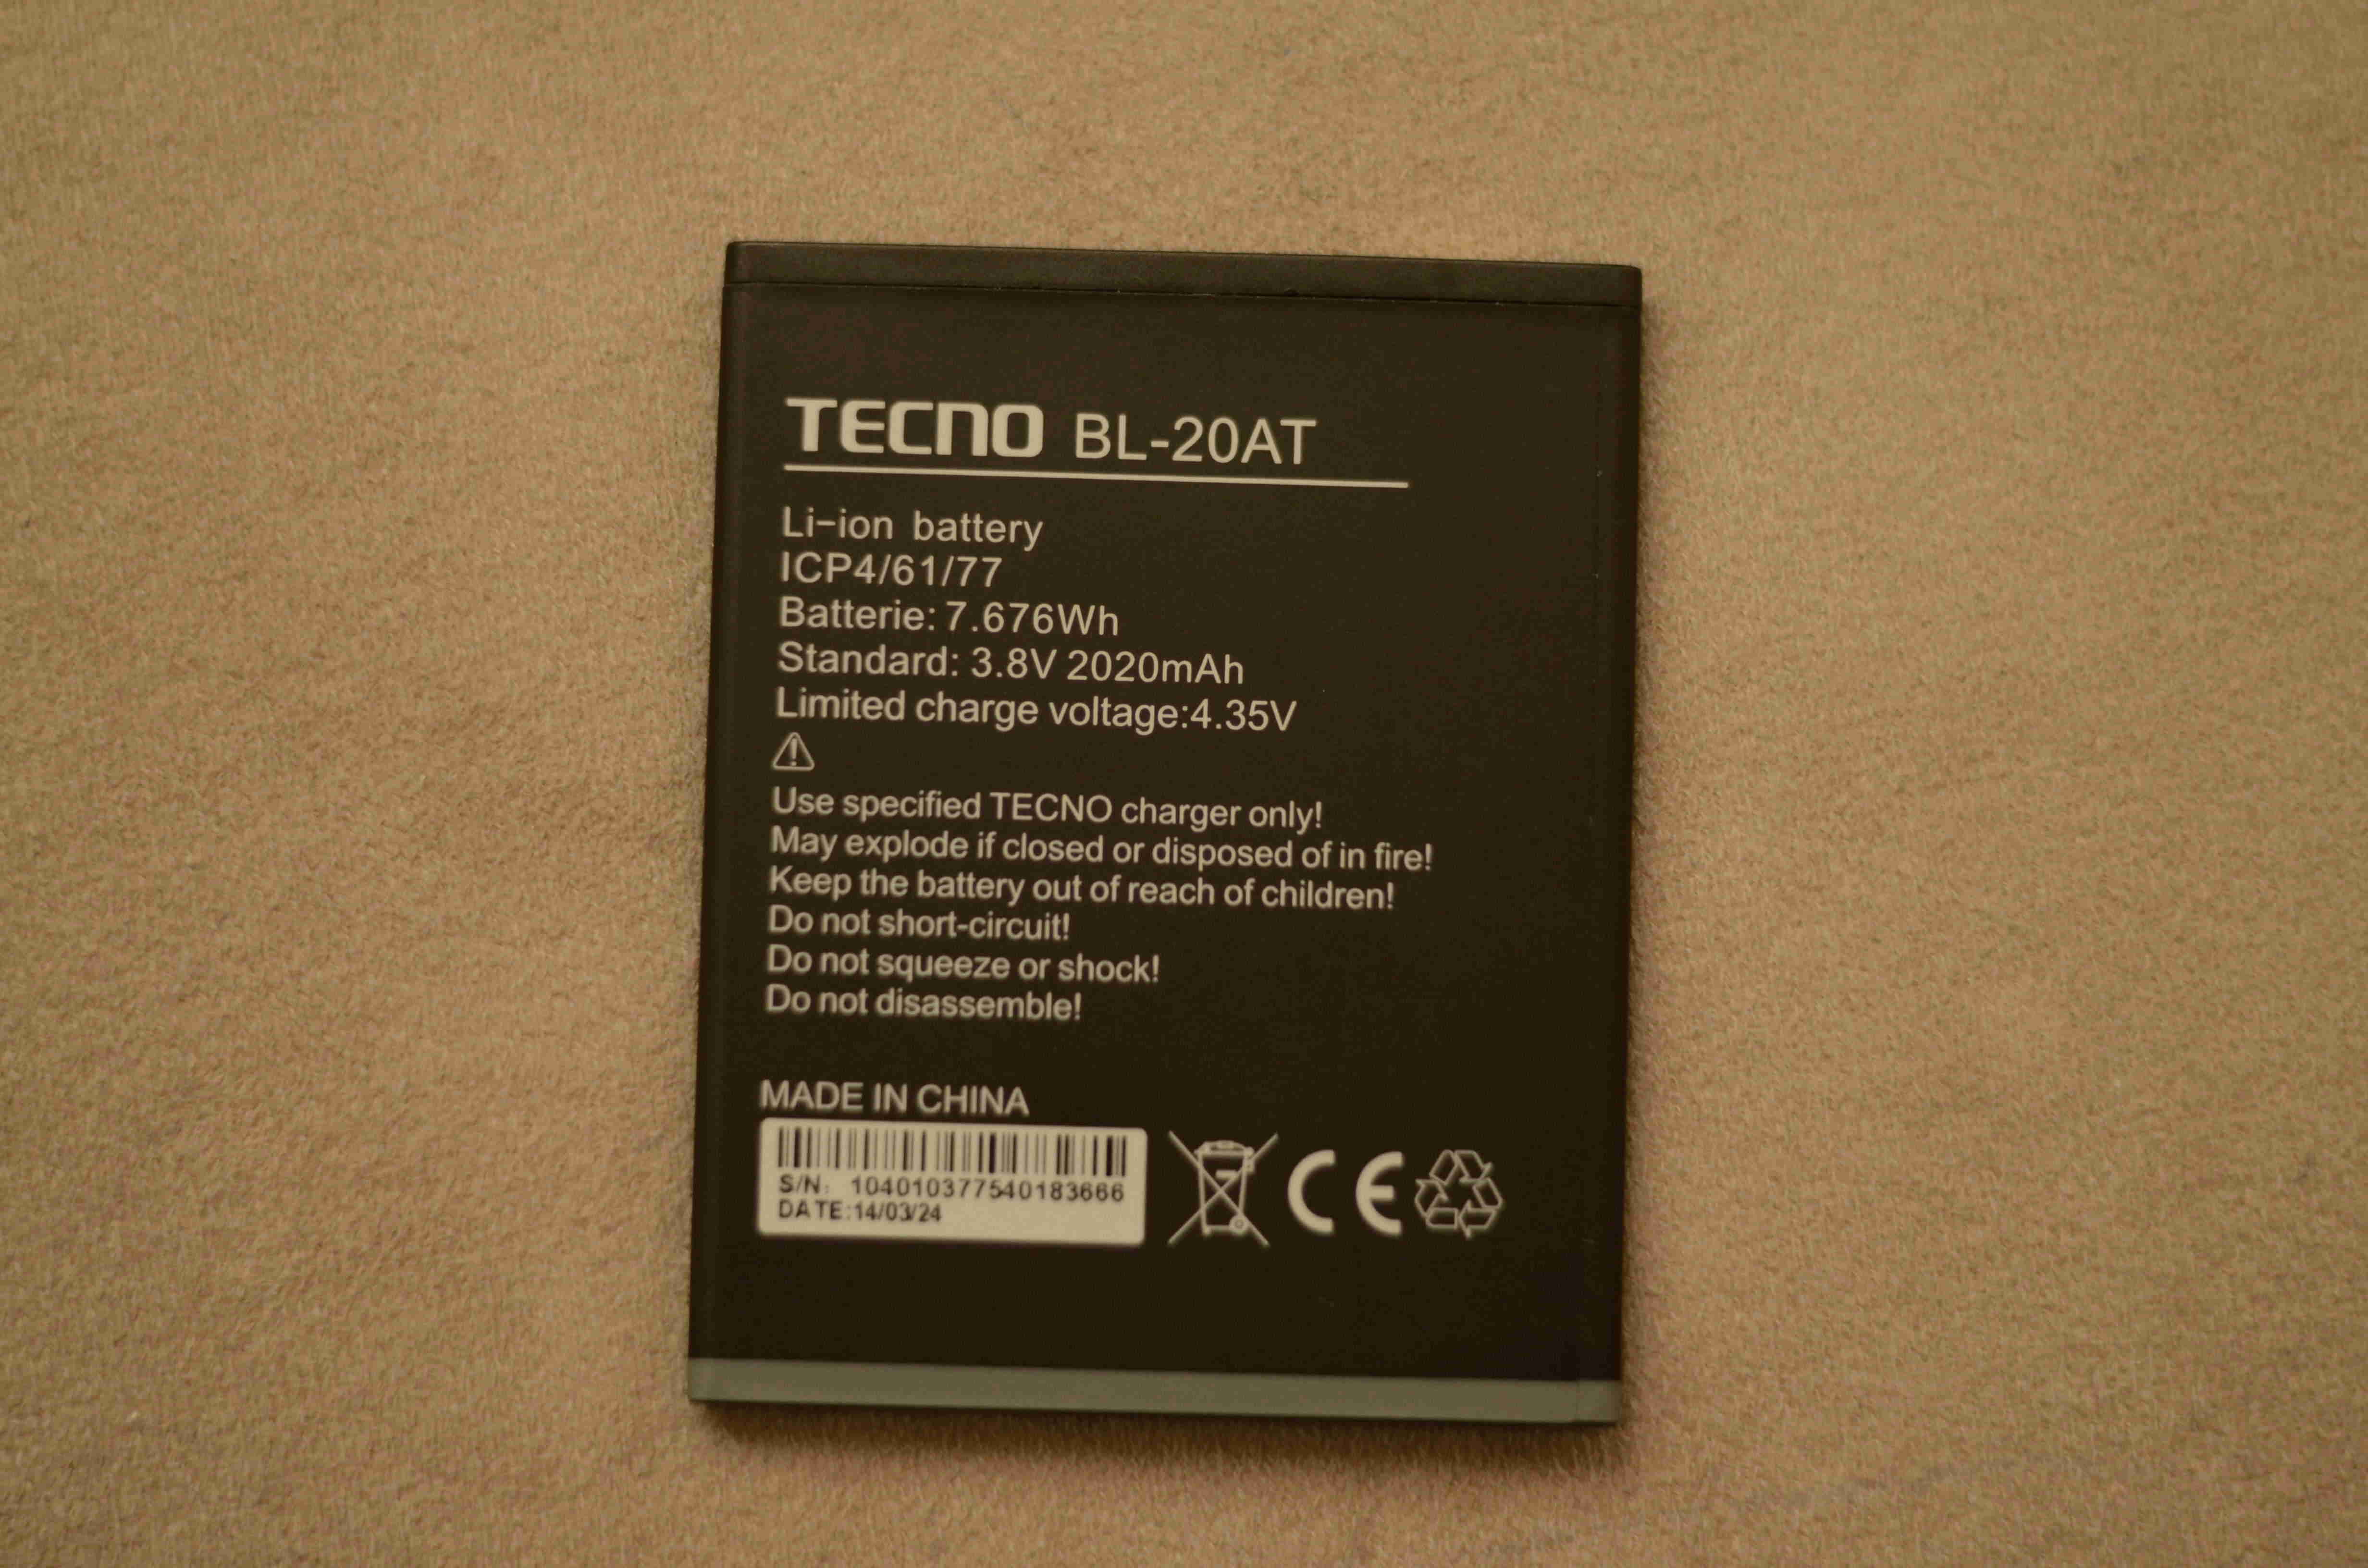 TECNO BL-20AT
Li-ion battery
ICP4/61/77
Batterie: 7.676Wh
Standard: 3.8V 2020mAh
Limited charge voltage:4.35V
Use specified TECNO charger only!
May explode if closed or disposed of in fire!
Keep the battery out of reach of children!
Do not short-circuit!
Do not squeeze or shock!
Do not disassemble!
MADE IN CHINA
S/N: 104010377540183666
DATE:14/03/24
CE